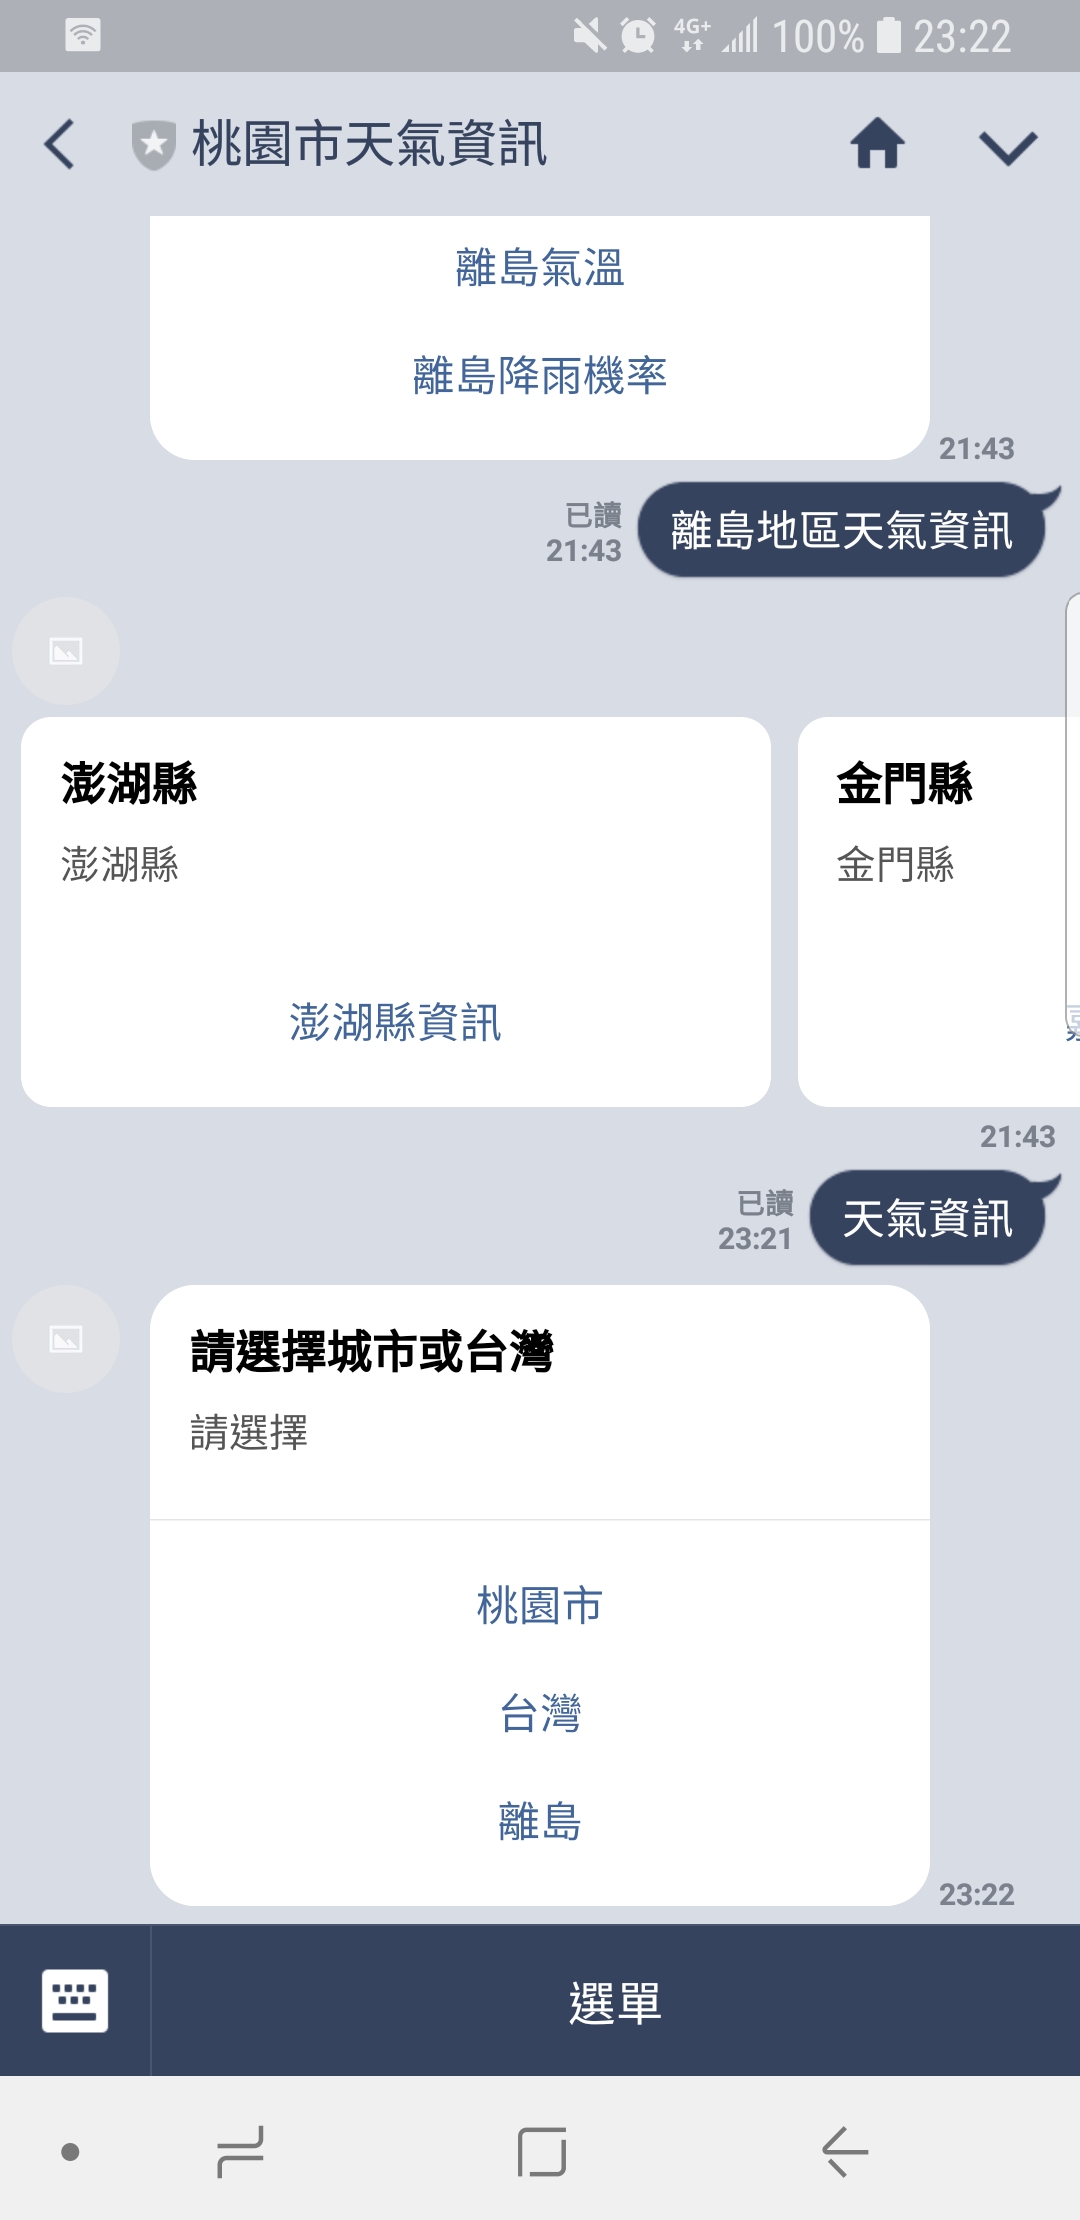 4G+ 100% 23:22
桃園市天氣資訊
離島氣溫
離島降雨機率
21:43
已讀
21:43
離島地區天氣資訊
澎湖縣
澎湖縣
澎湖縣資訊
金門縣
金門縣
21:43
已讀
23:21
天氣資訊
請選擇城市或台灣
請選擇
桃園市
台灣
離島
23:22
選單